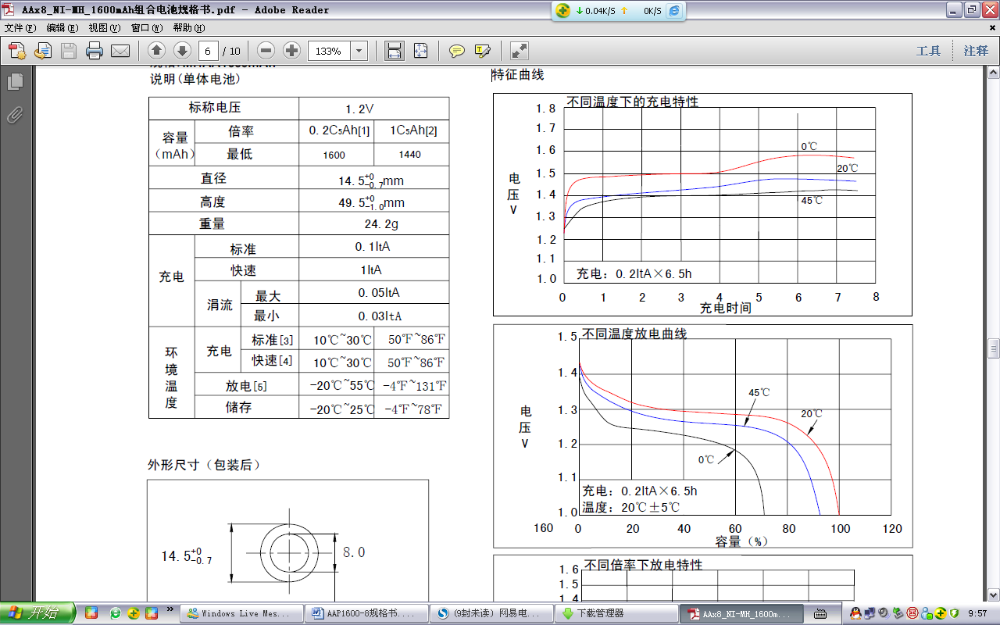 AAx8_NI-MH_1600mAh组合电池规格书.pdf - Adobe Reader
0.04K/S 0K/S
文件(F) 编辑(E) 视图(V) 窗口(W) 帮助(H)
6 / 10 133% 工具 注释
说明(单体电池)
标称电压 1.2V
容量(mAh) 倍率 0.2C5Ah[1] 1C5Ah[2]
最低 1600 1440
直径 14.5+0-0.7mm
高度 49.5+0-1.0mm
重量 24.2g
充电 标准 0.1ItA
快速 1ItA
涓流 最大 0.05ItA
最小 0.03ItA
环境温度 充电 标准[3] 10℃~30℃ 50℉~86℉
快速[4] 10℃~30℃ 50℉~86℉
放电[5] -20℃~55℃ -4℉~131℉
储存 -20℃~25℃ -4℉~78℉
外形尺寸（包装后）
14.5+0-0.7
8.0
特征曲线
不同温度下的充电特性
1.8
1.7
1.6
1.5
1.4
1.3
1.2
1.1
1.0
电压V
0℃
20℃
45℃
充电：0.2ItA×6.5h
0 1 2 3 4 5 6 7 8
充电时间
不同温度放电曲线
1.5
1.4
1.3
1.2
1.1
1.0
电压V
45℃
20℃
0℃
充电：0.2ItA×6.5h
温度：20℃±5℃
160 0 20 40 60 80 100 120
容量（%）
不同倍率下放电特性
1.6
1.5
1.4
开始 » Windows Live Mes... AAP1600-8规格书.... (9封未读) 网易电... 下载管理器 AAx8_NI-MH_1600m... 9:57